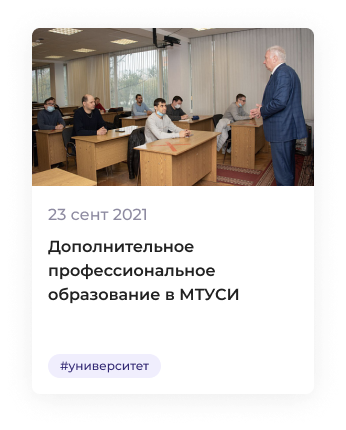 23 сент 2021
Дополнительное
профессиональное
образование в МТУСИ
#университет